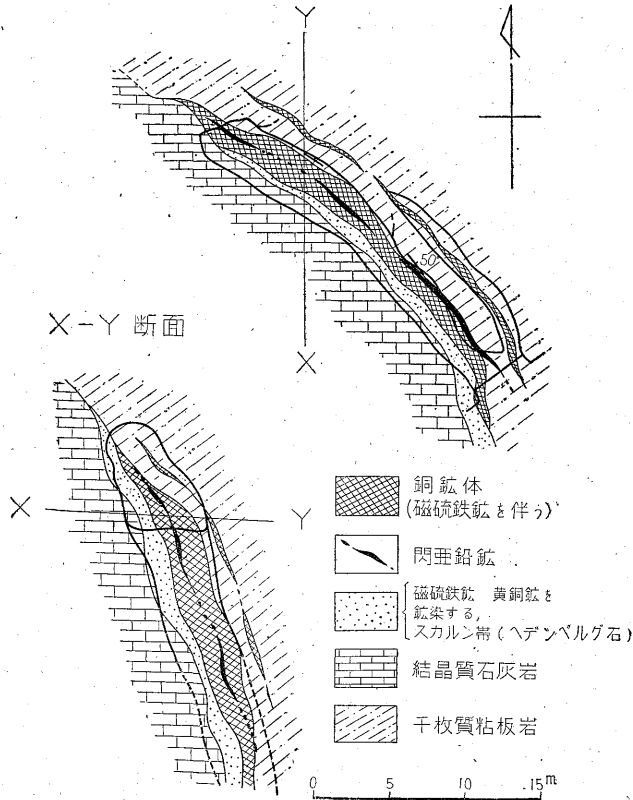 Y
50
X-Y 断面
X
X
Y
銅鉱体
(磁硫鉄鉱を伴う)
閃亜鉛鉱
磁硫鉄鉱 黄銅鉱を
鉱染する,
スカルン帯(ヘデンベルグ石)
結晶質石灰岩
千枚質粘板岩
0 5 10 15m